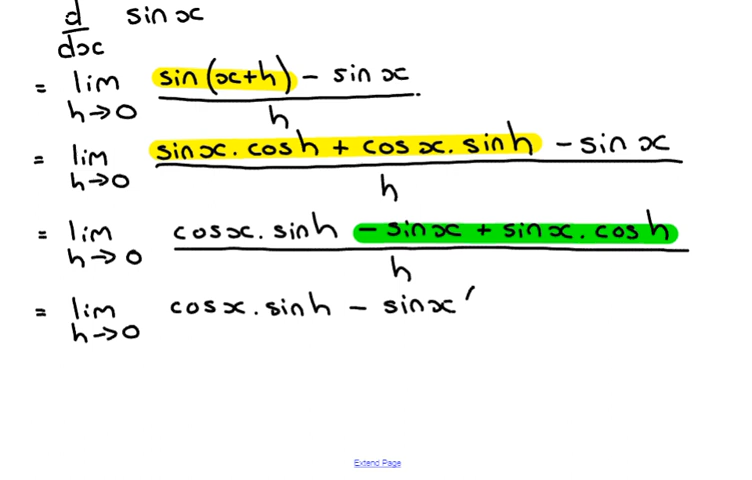 d/dx sin x
= lim h→0 (sin (x+h) – sin x)/h
= lim h→0 (sin x . cos h + cos x . sin h – sin x)/h
= lim h→0 (cos x . sin h – sin x + sin x . cos h)/h
= lim h→0 cos x . sin h – sin x
Extend Page